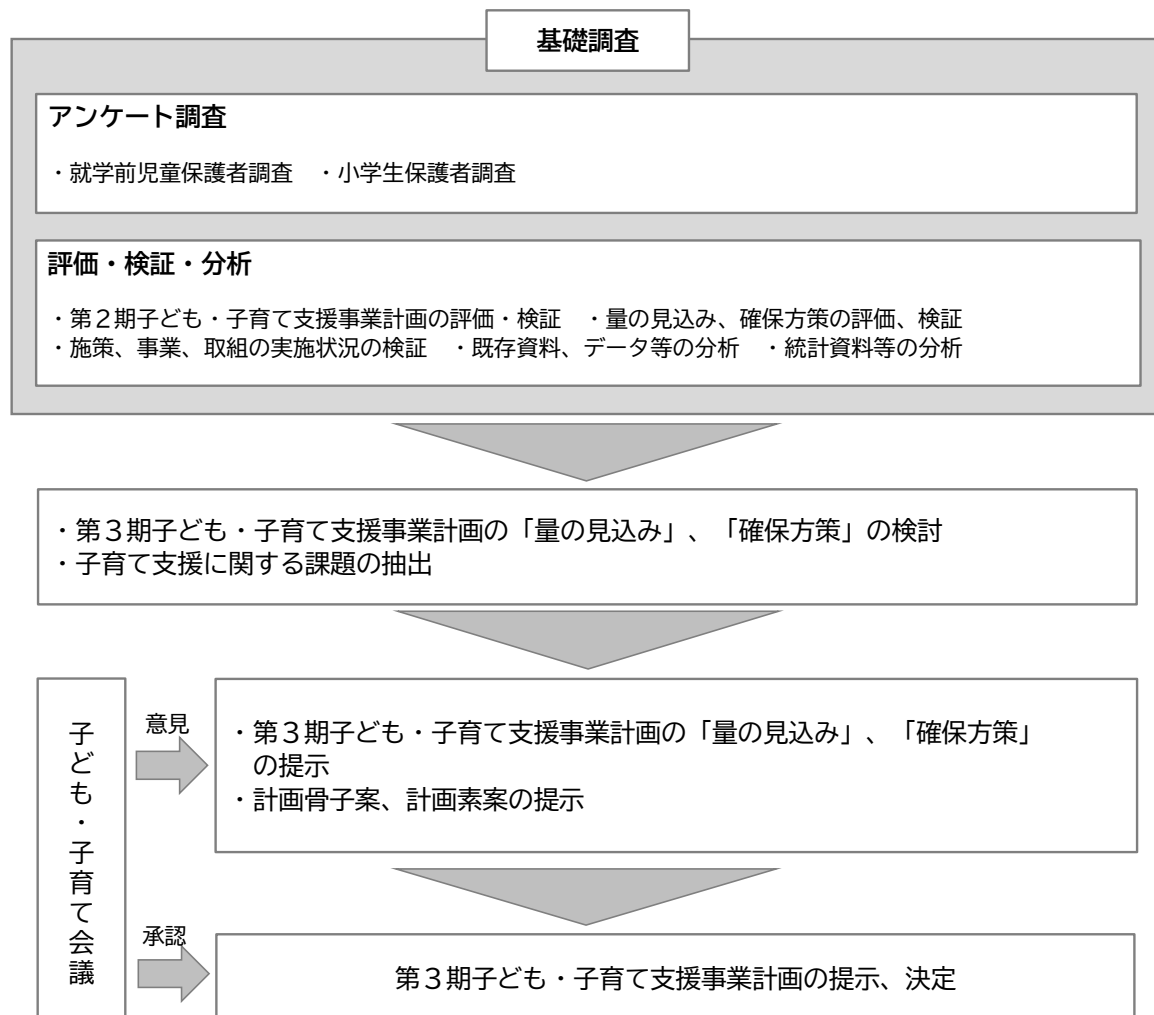 基礎調査
アンケート調査
・就学前児童保護者調査　・小学生保護者調査
評価・検証・分析
・第２期子ども・子育て支援事業計画の評価・検証　・量の見込み、確保方策の評価、検証
・施策、事業、取組の実施状況の検証　・既存資料、データ等の分析　・統計資料等の分析
・第３期子ども・子育て支援事業計画の「量の見込み」、「確保方策」の検討
・子育て支援に関する課題の抽出
子ども・子育て会議
意見
・第３期子ども・子育て支援事業計画の「量の見込み」、「確保方策」
の提示
・計画骨子案、計画素案の提示
承認
第３期子ども・子育て支援事業計画の提示、決定